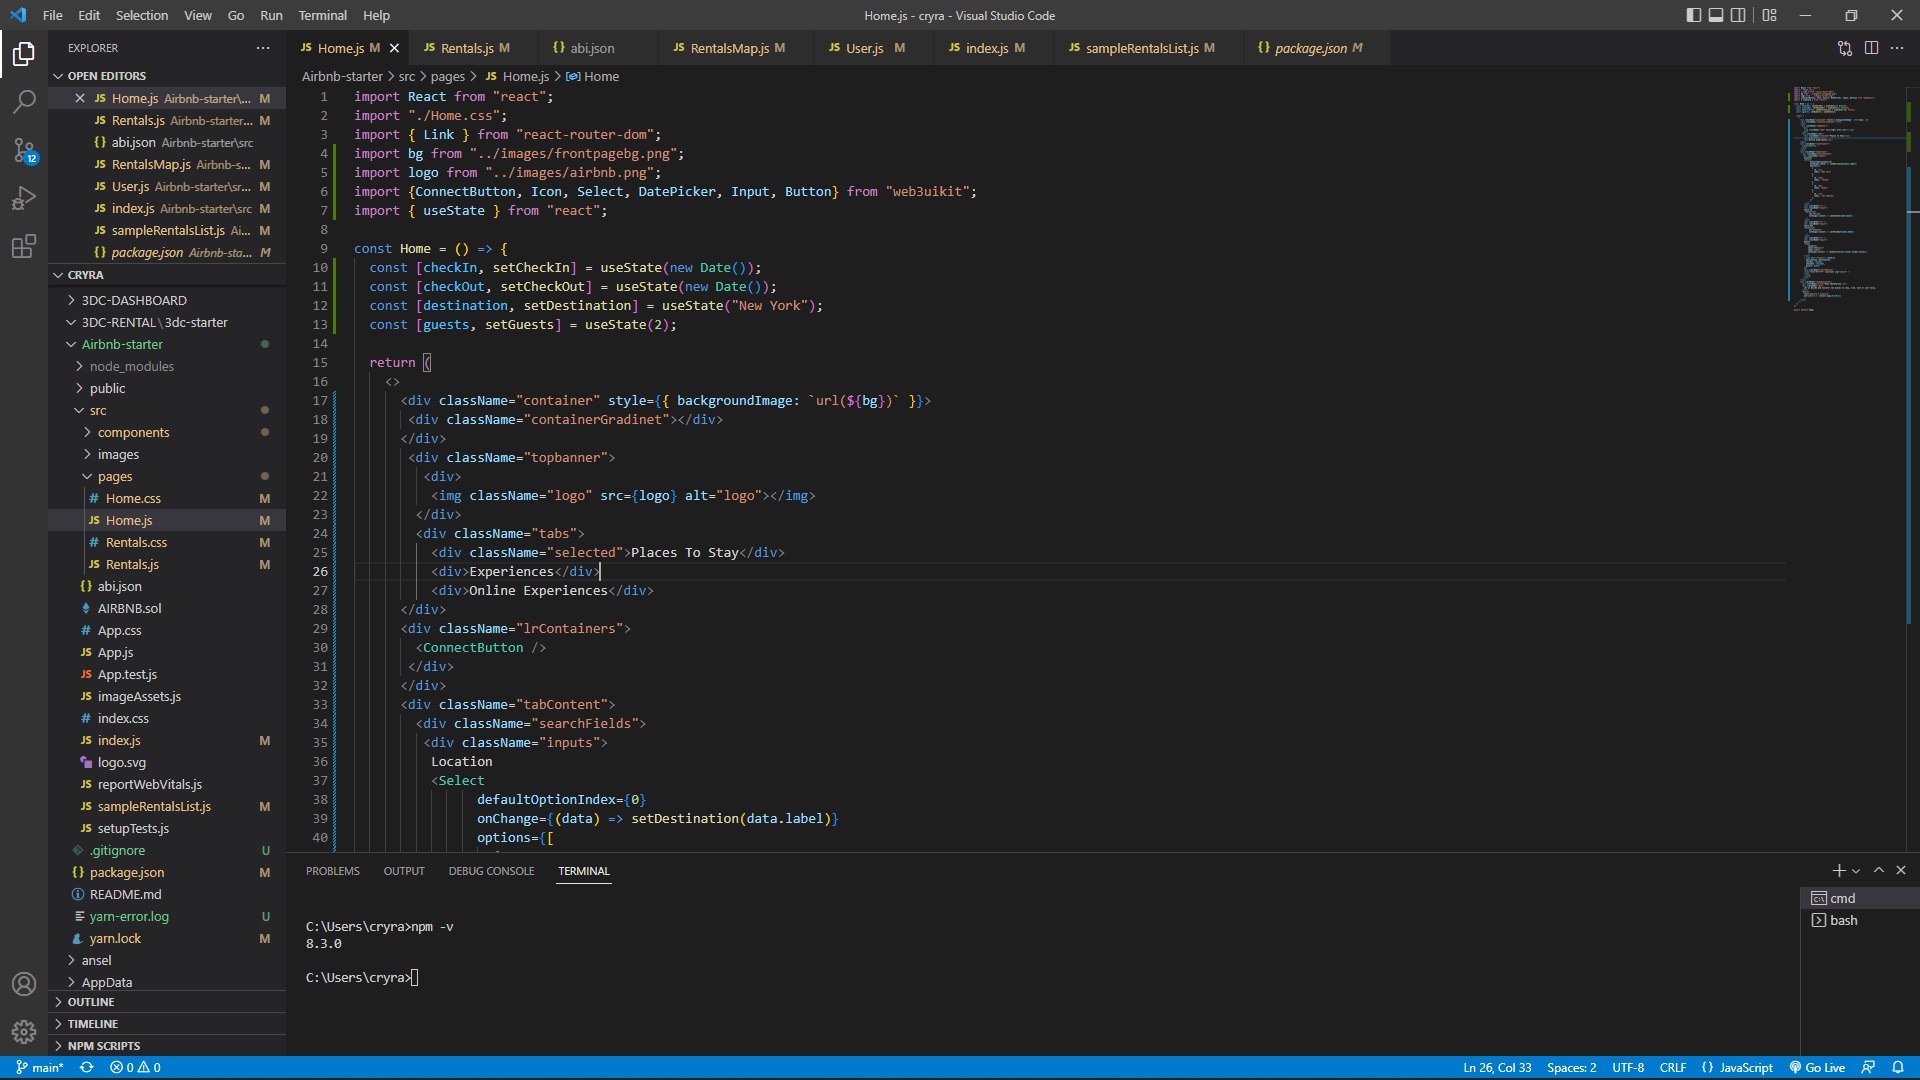 File Edit Selection View Go Run Terminal Help
Home.js - cryra - Visual Studio Code
EXPLORER
OPEN EDITORS
JS Home.js Airbnb-starter\... M
JS Rentals.js Airbnb-starter... M
{} abi.json Airbnb-starter\src
JS RentalsMap.js Airbnb-s... M
JS User.js Airbnb-starter\sr... M
JS index.js Airbnb-starter\src M
JS sampleRentalsList.js Ai... M
{} package.json Airbnb-sta... M
12
CRYRA
3DC-DASHBOARD
3DC-RENTAL \ 3dc-starter
Airbnb-starter
node_modules
public
src
components
images
pages
# Home.css M
JS Home.js M
# Rentals.css M
JS Rentals.js M
{} abi.json
AIRBNB.sol
# App.css
JS App.js
JS App.test.js
JS imageAssets.js
# index.css
JS index.js M
logo.svg
JS reportWebVitals.js
JS sampleRentalsList.js M
JS setupTests.js
.gitignore U
{} package.json M
README.md
yarn-error.log U
yarn.lock M
ansel
AppData
OUTLINE
TIMELINE
NPM SCRIPTS
JS Home.js M
JS Rentals.js M
{} abi.json
JS RentalsMap.js M
JS User.js M
JS index.js M
JS sampleRentalsList.js M
{} package.json M
Airbnb-starter > src > pages > JS Home.js > Home
1 import React from "react";
2 import "./Home.css";
3 import { Link } from "react-router-dom";
4 import bg from "../images/frontpagebg.png";
5 import logo from "../images/airbnb.png";
6 import {ConnectButton, Icon, Select, DatePicker, Input, Button} from "web3uikit";
7 import { useState } from "react";
8
9 const Home = () => {
10 const [checkIn, setCheckIn] = useState(new Date());
11 const [checkOut, setCheckOut] = useState(new Date());
12 const [destination, setDestination] = useState("New York");
13 const [guests, setGuests] = useState(2);
14
15 return (
16 <>
17 <div className="container" style={{ backgroundImage: `url(${bg})` }}>
18 <div className="containerGradinet"></div>
19 </div>
20 <div className="topbanner">
21 <div>
22 <img className="logo" src={logo} alt="logo"></img>
23 </div>
24 <div className="tabs">
25 <div className="selected">Places To Stay</div>
26 <div>Experiences</div>
27 <div>Online Experiences</div>
28 </div>
29 <div className="lrContainers">
30 <ConnectButton />
31 </div>
32 </div>
33 <div className="tabContent">
34 <div className="searchFields">
35 <div className="inputs">
36 Location
37 <Select
38 defaultOptionIndex={0}
39 onChange={(data) => setDestination(data.label)}
40 options={[
PROBLEMS OUTPUT DEBUG CONSOLE TERMINAL
C:\Users\cryra>npm -v
8.3.0
C:\Users\cryra>
cmd
bash
main* 0 0
Ln 26, Col 33 Spaces: 2 UTF-8 CRLF {} JavaScript Go Live